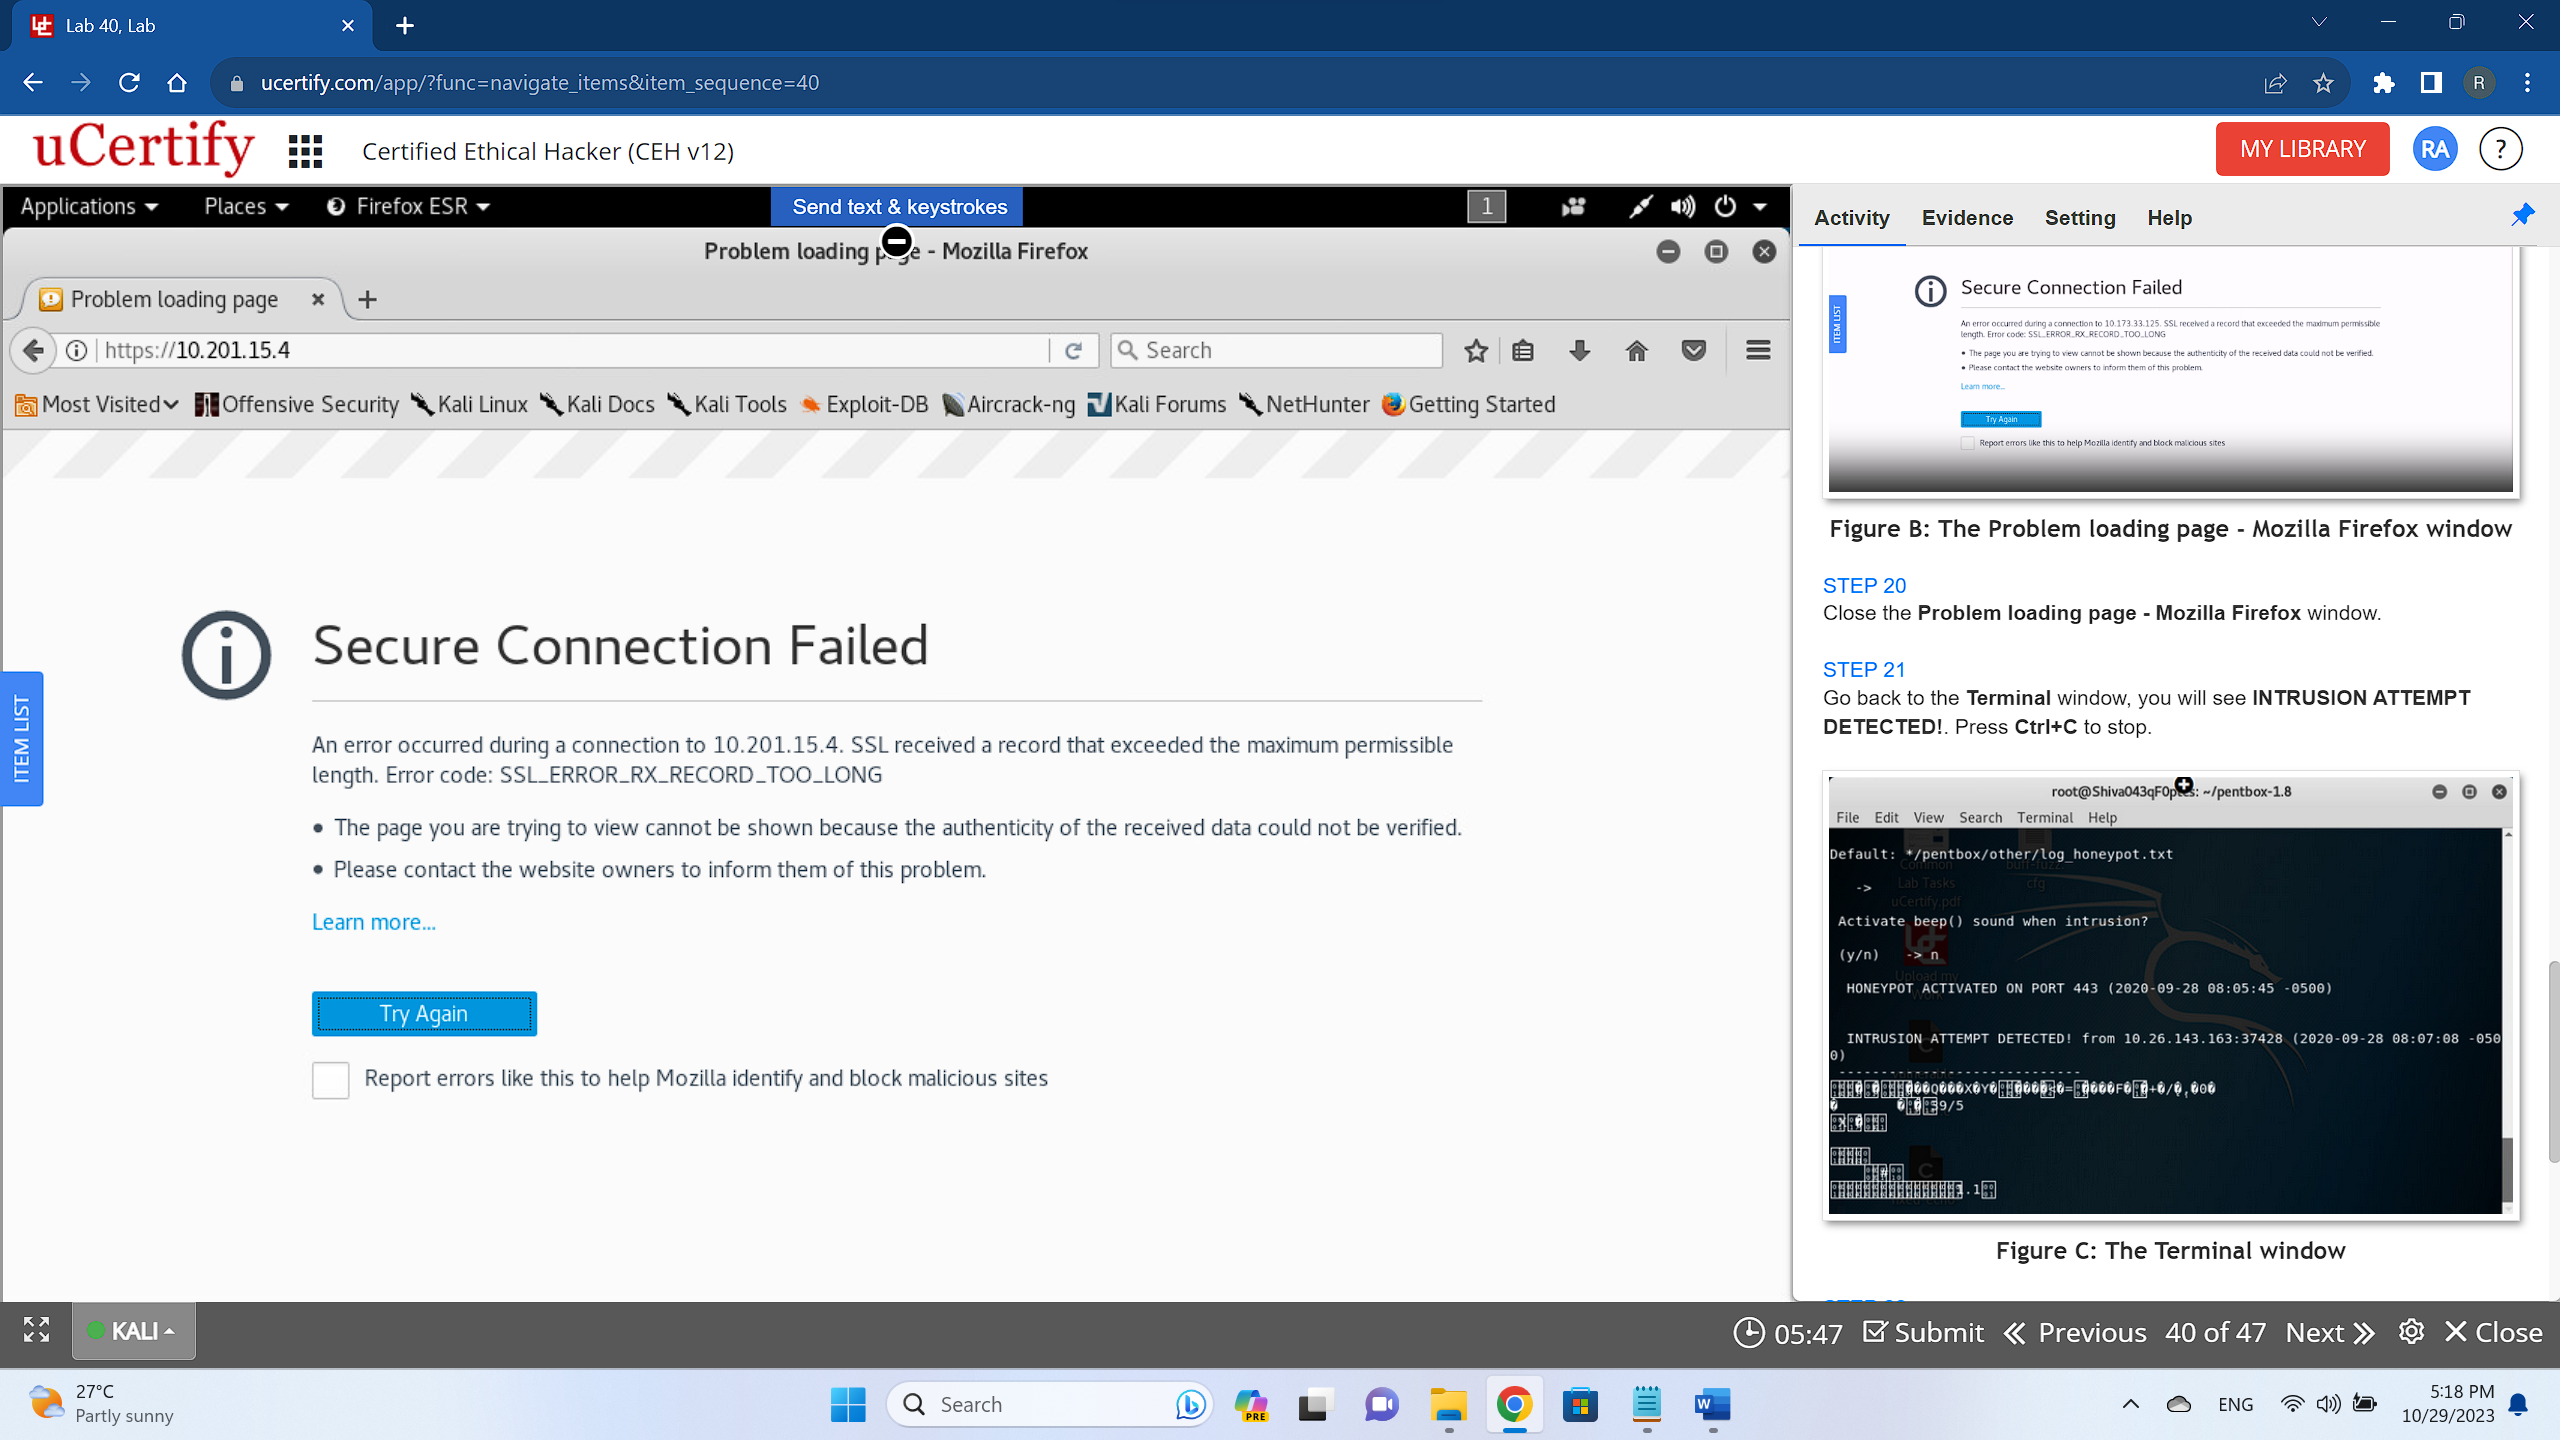 Lab 40, Lab
ucertify.com/app/?func=navigate_items&item_sequence=40
R
uCertify
Certified Ethical Hacker (CEH v12)
MY LIBRARY
RA
?
Applications
Places
Firefox ESR
Send text & keystrokes
1
Problem loading page - Mozilla Firefox
Problem loading page
https://10.201.15.4
Search
Most Visited
Offensive Security
Kali Linux
Kali Docs
Kali Tools
Exploit-DB
Aircrack-ng
Kali Forums
NetHunter
Getting Started
Secure Connection Failed
An error occurred during a connection to 10.201.15.4. SSL received a record that exceeded the maximum permissible
length. Error code: SSL_ERROR_RX_RECORD_TOO_LONG
• The page you are trying to view cannot be shown because the authenticity of the received data could not be verified.
• Please contact the website owners to inform them of this problem.
Learn more...
Try Again
Report errors like this to help Mozilla identify and block malicious sites
ITEM LIST
Activity
Evidence
Setting
Help
ITEM LIST
Secure Connection Failed
An error occurred during a connection to 10.173.33.125. SSL received a record that exceeded the maximum permissible
length. Error code: SSL_ERROR_RX_RECORD_TOO_LONG
• The page you are trying to view cannot be shown because the authenticity of the received data could not be verified.
• Please contact the website owners to inform them of this problem.
Learn more...
Try Again
Report errors like this to help Mozilla identify and block malicious sites
Figure B: The Problem loading page - Mozilla Firefox window
STEP 20
Close the Problem loading page - Mozilla Firefox window.
STEP 21
Go back to the Terminal window, you will see INTRUSION ATTEMPT
DETECTED!. Press Ctrl+C to stop.
root@Shiva043qF0ptcs: ~/pentbox-1.8
File Edit View Search Terminal Help
Default: */pentbox/other/log_honeypot.txt
->
Lab Tasks
cfg
uCertify.pdf
Activate beep() sound when intrusion?
(y/n) -> n
Upload my
HONEYPOT ACTIVATED ON PORT 443 (2020-09-28 08:05:45 -0500)
INTRUSION ATTEMPT DETECTED! from 10.26.143.163:37428 (2020-09-28 08:07:08 -050
0)
-----------------------------
Figure C: The Terminal window
KALI
05:47
Submit
Previous
40 of 47
Next
Close
27°C
Partly sunny
Search
PRE
ENG
5:18 PM
10/29/2023